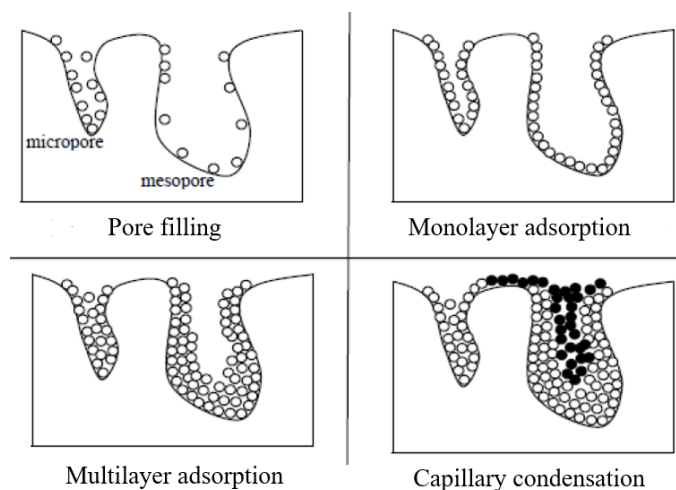 micropore
mesopore
Pore filling
Monolayer adsorption
Multilayer adsorption
Capillary condensation